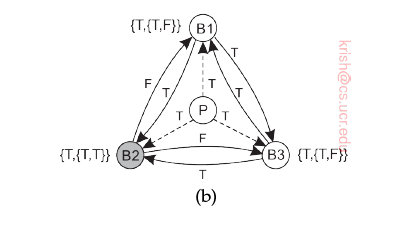 {T,{T,F}}
B1
T
F
T
T
T
T
P
T
T
{T,{T,T}}
B2
F
B3
{T,{T,F}}
T
(b)
krish@cs.ucr.edu